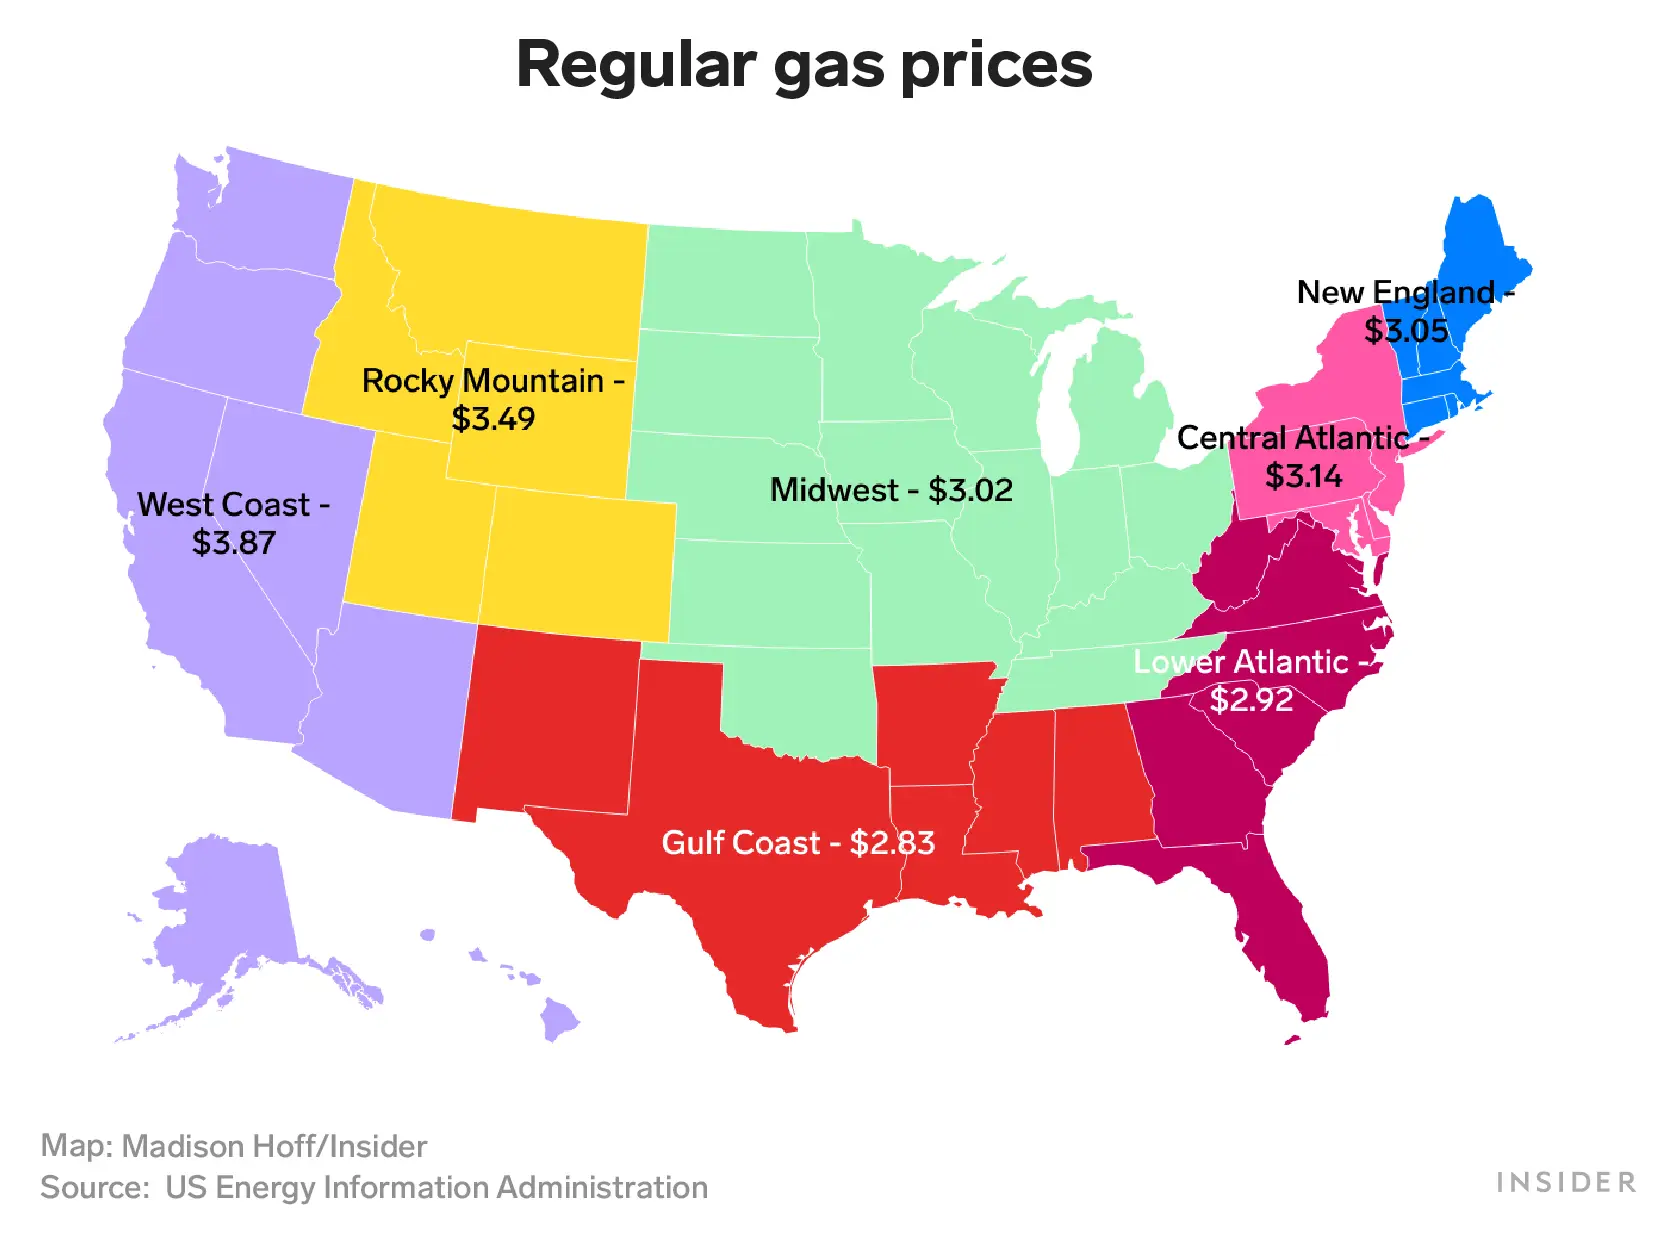 Regular gas prices
New England -
$3.05
Rocky Mountain -
$3.49
Central Atlantic -
$3.14
West Coast -
$3.87
Midwest - $3.02
Lower Atlantic -
$2.92
Gulf Coast - $2.83
Map: Madison Hoff/Insider
Source: US Energy Information Administration
INSIDER